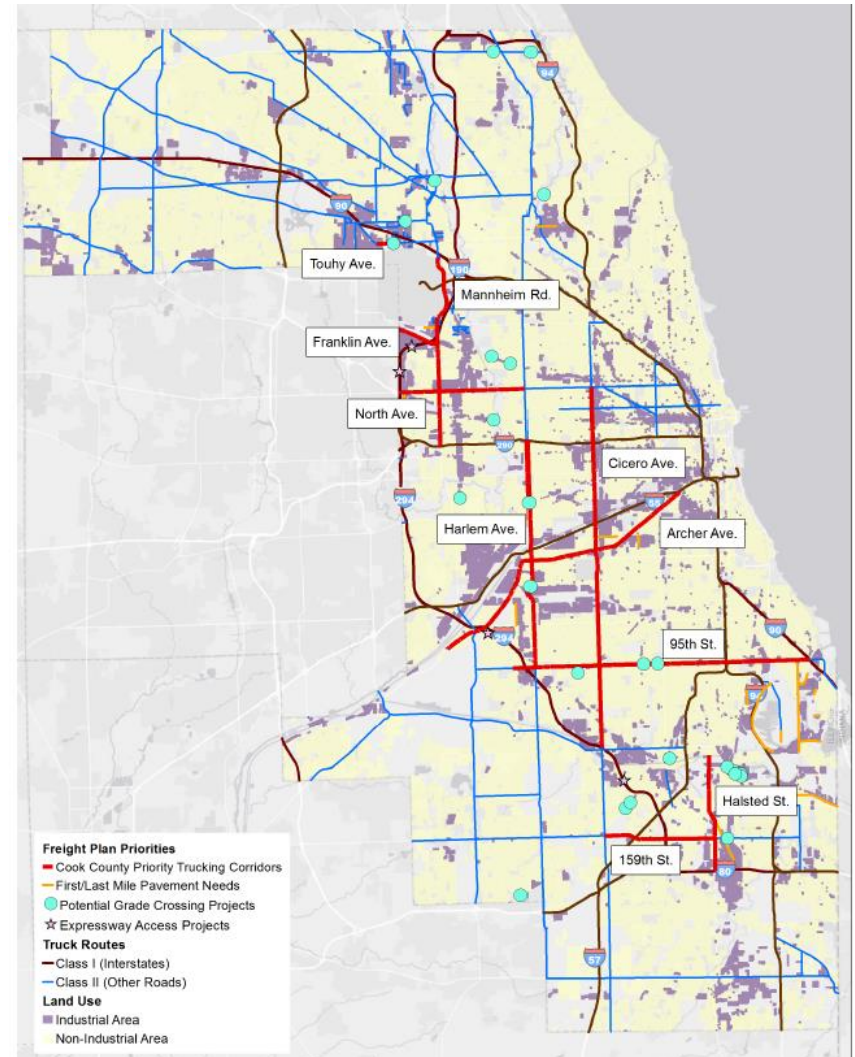 94
90
Touhy Ave.
190
Mannheim Rd.
Franklin Ave.
North Ave.
290
Cicero Ave.
294
55
Harlem Ave.
Archer Ave.
294
90
95th St.
94
Halsted St.
159th St.
80
57
Freight Plan Priorities
Cook County Priority Trucking Corridors
First/Last Mile Pavement Needs
Potential Grade Crossing Projects
Expressway Access Projects
Truck Routes
Class I (Interstates)
Class II (Other Roads)
Land Use
Industrial Area
Non-Industrial Area